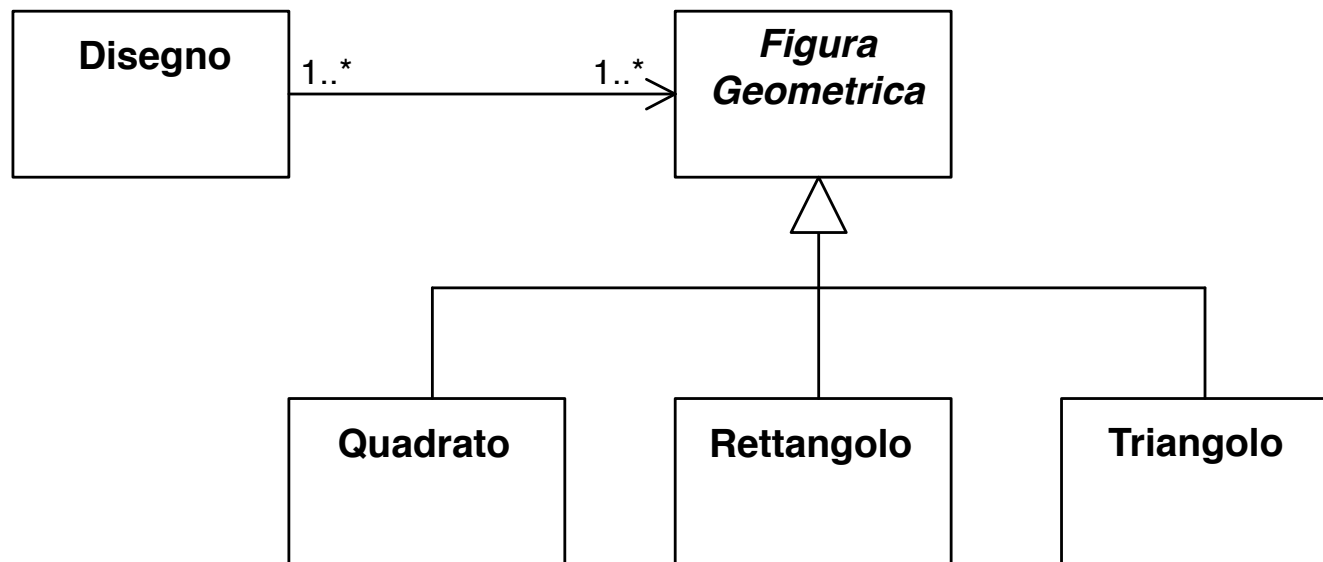 Disegno
1..*
1..*
Figura
Geometrica
Quadrato
Rettangolo
Triangolo